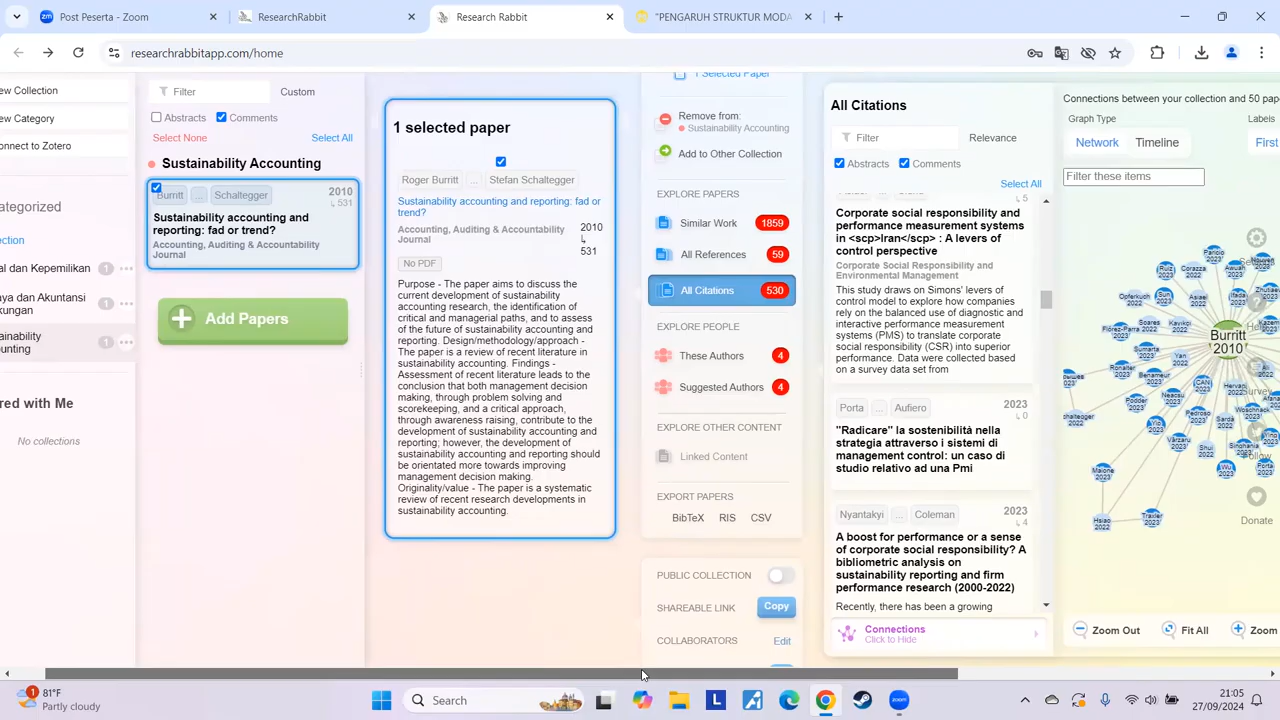 Post Peserta - Zoom
ResearchRabbit
Research Rabbit
"PENGARUH STRUKTUR MODA
researchrabbitapp.com/home
ew Collection
ew Category
onnect to Zotero
ategorized
ection
al dan Kepemilikan 1
aya dan Akuntansi
kungan 1
ainability
unting 1
red with Me
No collections
Filter
Custom
Abstracts
Comments
Select None
Select All
Sustainability Accounting
Burritt ... Schaltegger 2010
531
Sustainability accounting and
reporting: fad or trend?
Accounting, Auditing & Accountability
Journal
Add Papers
1 selected paper
Roger Burritt ... Stefan Schaltegger
Sustainability accounting and reporting: fad or
trend?
Accounting, Auditing & Accountability
Journal
2010
531
No PDF
Purpose - The paper aims to discuss the
current development of sustainability
accounting research, the identification of
critical and managerial paths, and to assess
of the future of sustainability accounting and
reporting. Design/methodology/approach -
The paper is a review of recent literature in
sustainability accounting. Findings -
Assessment of recent literature leads to the
conclusion that both management decision
making, through problem solving and
scorekeeping, and a critical approach,
through awareness raising, contribute to the
development of sustainability accounting and
reporting; however, the development of
sustainability accounting and reporting should
be orientated more towards improving
management decision making.
Originality/value - The paper is a systematic
review of recent research developments in
sustainability accounting.
1 Selected Paper
Remove from:
Sustainability Accounting
Add to Other Collection
EXPLORE PAPERS
Similar Work 1859
All References 59
All Citations 530
EXPLORE PEOPLE
These Authors 4
Suggested Authors 4
EXPLORE OTHER CONTENT
Linked Content
EXPORT PAPERS
BibTeX RIS CSV
PUBLIC COLLECTION
SHAREABLE LINK Copy
COLLABORATORS Edit
All Citations
Filter
Relevance
Abstracts
Comments
Select All
5
Corporate social responsibility and
performance measurement systems
in <scp>Iran</scp> : A levers of
control perspective
Corporate Social Responsibility and
Environmental Management
This study draws on Simons' levers of
control model to explore how companies
rely on the balanced use of diagnostic and
interactive performance measurement
systems (PMS) to translate corporate
social responsibility (CSR) into superior
performance. Data were collected based
on a survey data set from
Porta ... Aufiero 2023
0
"Radicare" la sostenibilità nella
strategia attraverso i sistemi di
management control: un caso di
studio relativo ad una Pmi
Nyantakyi ... Coleman 2023
4
A boost for performance or a sense
of corporate social responsibility? A
bibliometric analysis on
sustainability reporting and firm
performance research (2000-2022)
Recently, there has been a growing
Connections
Click to Hide
Connections between your collection and 50 pape
Graph Type
Labels
Network
Timeline
First
Filter these items
Burritt
2010
Donate
Zoom Out
Fit All
Zoom
1
81°F
Partly cloudy
Search
21:05
27/09/2024